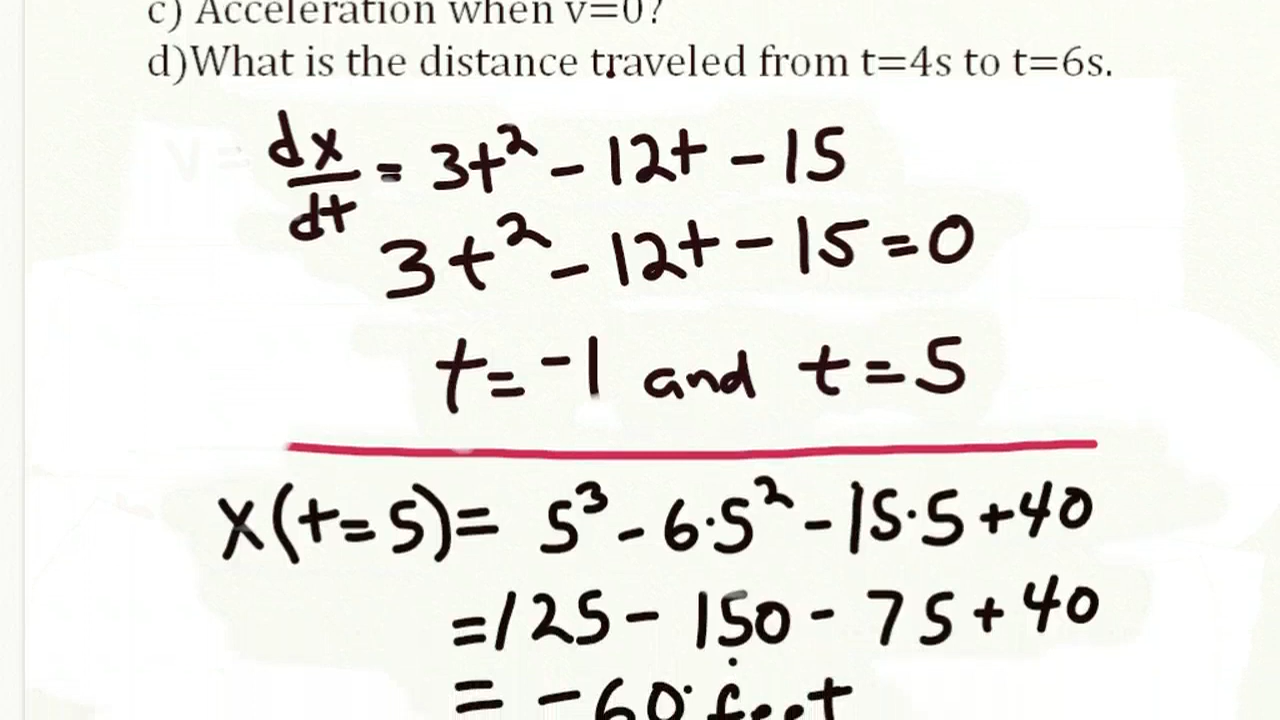 c) Acceleration when v=0?
d)What is the distance traveled from t=4s to t=6s.
v =
dx/dt = 3t² - 12t - 15
3t² - 12t - 15 = 0
t = -1 and t = 5
x(t=5) = 5³ - 6·5² - 15·5 + 40
= 125 - 150 - 75 + 40
= -60 feet